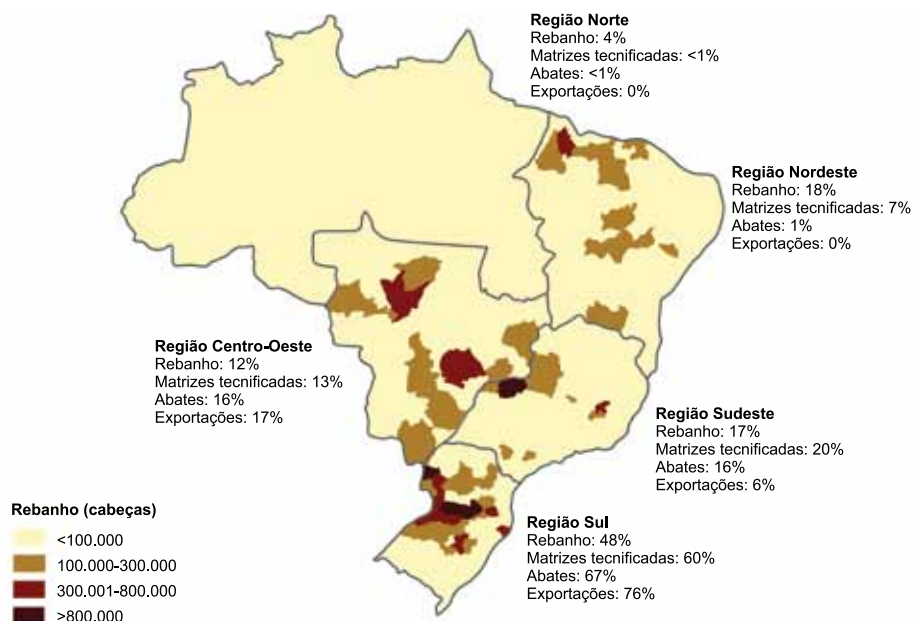 Região Norte
Rebanho: 4%
Matrizes tecnificadas: <1%
Abates: <1%
Exportações: 0%
Região Nordeste
Rebanho: 18%
Matrizes tecnificadas: 7%
Abates: 1%
Exportações: 0%
Região Centro-Oeste
Rebanho: 12%
Matrizes tecnificadas: 13%
Abates: 16%
Exportações: 17%
Região Sudeste
Rebanho: 17%
Matrizes tecnificadas: 20%
Abates: 16%
Exportações: 6%
Região Sul
Rebanho: 48%
Matrizes tecnificadas: 60%
Abates: 67%
Exportações: 76%
Rebanho (cabeças)
<100.000
100.000-300.000
300.001-800.000
>800.000